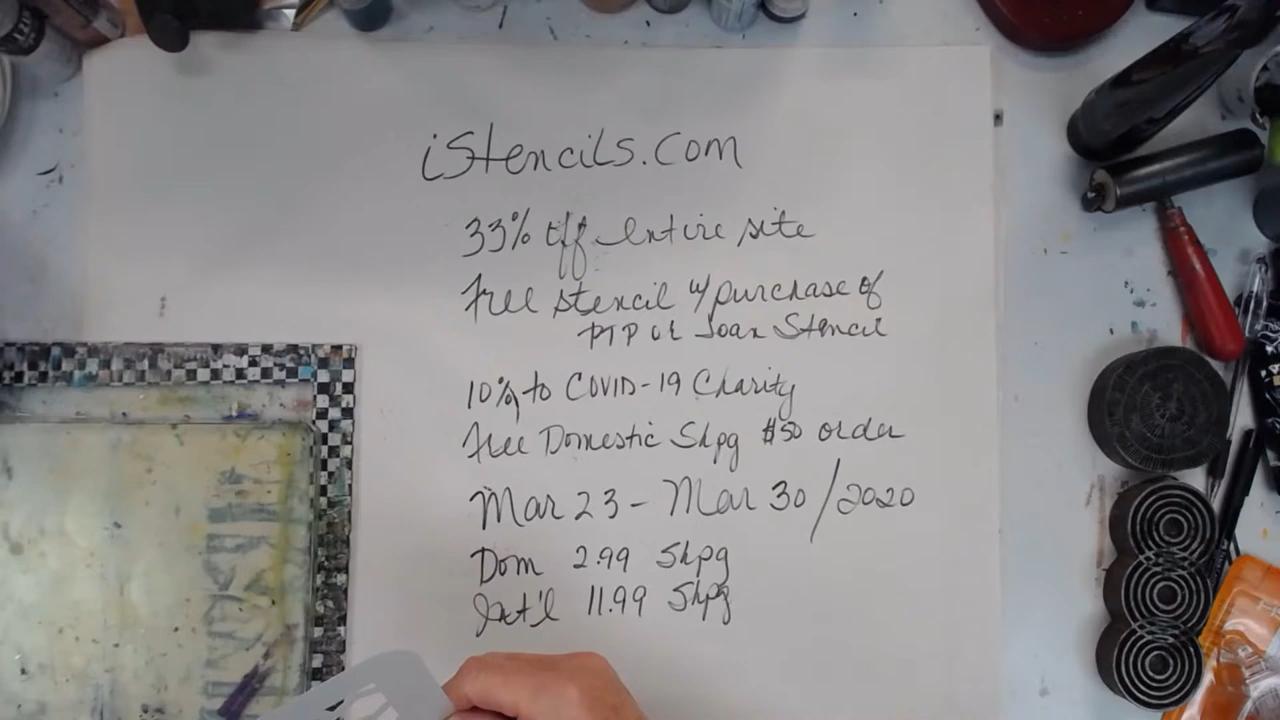 iStencils.com
33% off entire site
Free stencil w/ purchase of
PTP or Joan Stencil
10% to COVID-19 Charity
Free Domestic Shpg $50 order
Mar 23 - Mar 30/2020
Dom 2.99 Shpg
Int'l 11.99 Shpg